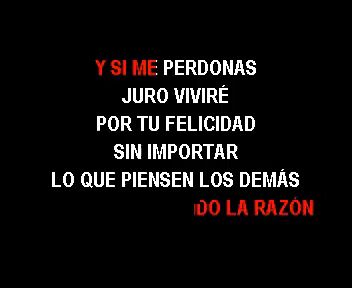 Y SI ME PERDONAS
JURO VIVIRÉ
POR TU FELICIDAD
SIN IMPORTAR
LO QUE PIENSEN LOS DEMÁS
DO LA RAZÓN